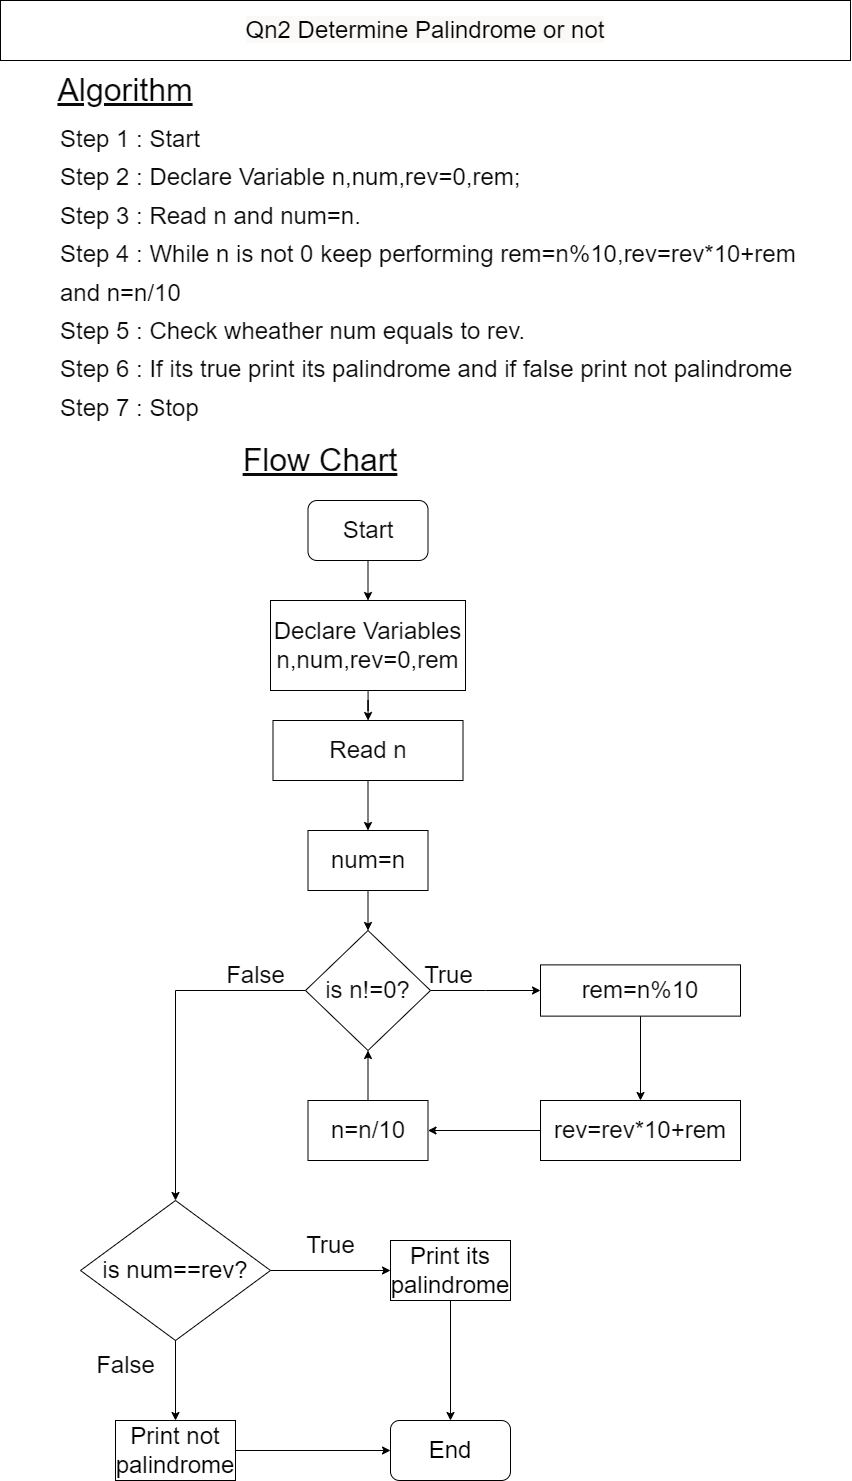 Qn2 Determine Palindrome or not
Algorithm
Step 1 : Start
Step 2 : Declare Variable n,num,rev=0,rem;
Step 3 : Read n and num=n.
Step 4 : While n is not 0 keep performing rem=n%10,rev=rev*10+rem
and n=n/10
Step 5 : Check wheather num equals to rev.
Step 6 : If its true print its palindrome and if false print not palindrome
Step 7 : Stop
Flow Chart
Start
Declare Variables
n,num,rev=0,rem
Read n
num=n
False
is n!=0?
True
rem=n%10
n=n/10
rev=rev*10+rem
is num==rev?
True
Print its
palindrome
False
Print not
palindrome
End